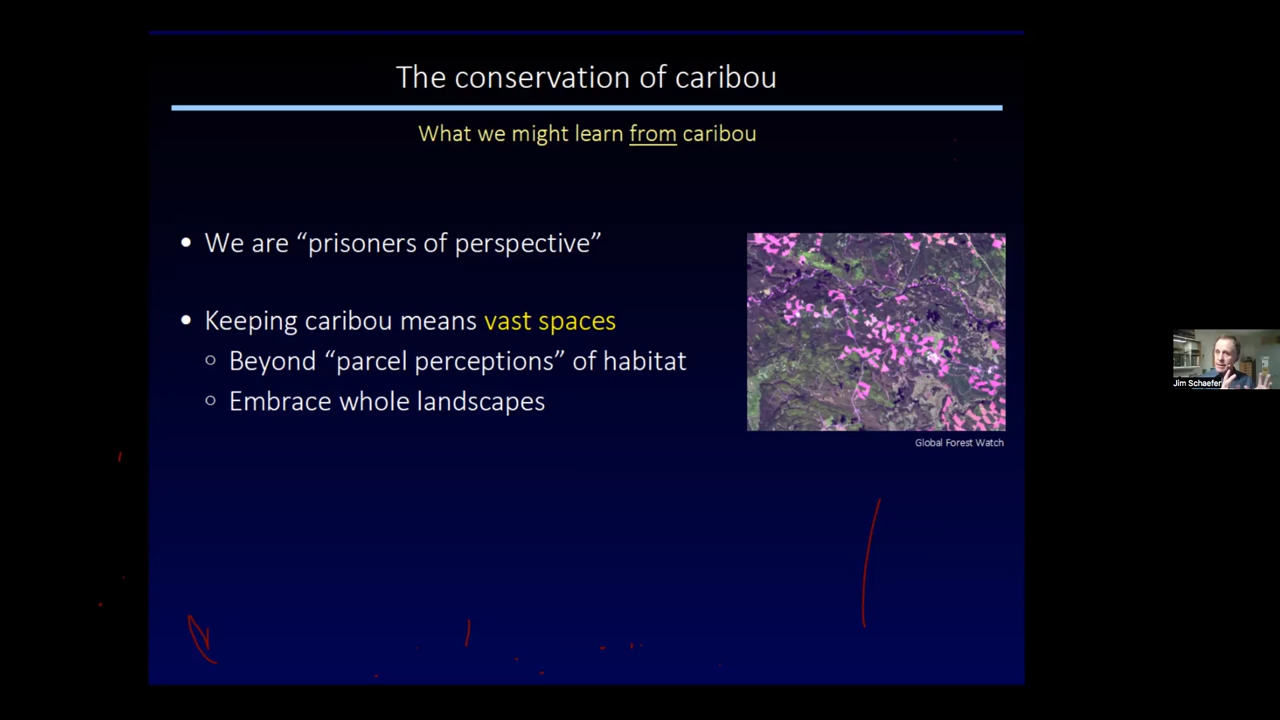 The conservation of caribou
What we might learn from caribou
• We are “prisoners of perspective”
• Keeping caribou means vast spaces
○ Beyond “parcel perceptions” of habitat
○ Embrace whole landscapes
Global Forest Watch
Jim Schaefer